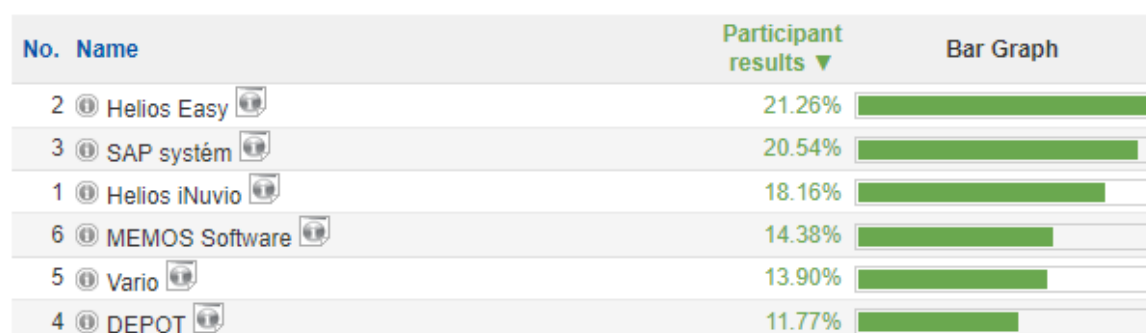 No. Name Participant results ▼ Bar Graph
2 Helios Easy 21.26%
3 SAP systém 20.54%
1 Helios iNuvio 18.16%
6 MEMOS Software 14.38%
5 Vario 13.90%
4 DEPOT 11.77%